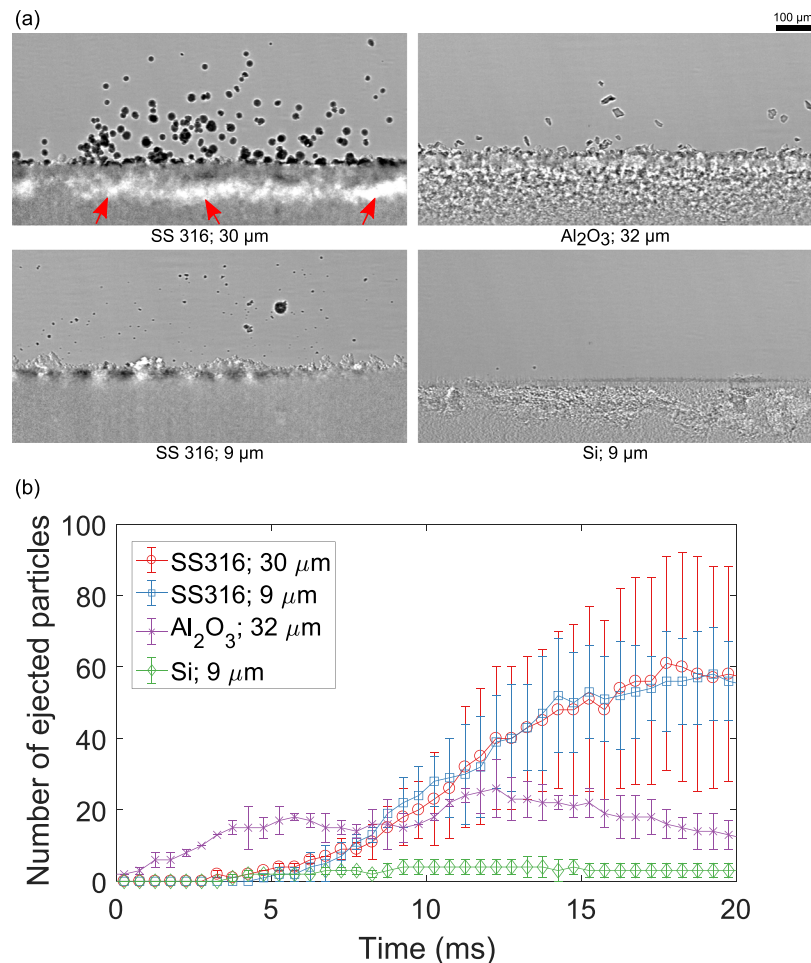 (a)
100 μm
SS 316; 30 μm
Al₂O₃; 32 μm
SS 316; 9 μm
Si; 9 μm
(b)
100
80
60
40
20
0
Number of ejected particles
SS316; 30 μm
SS316; 9 μm
Al₂O₃; 32 μm
Si; 9 μm
0 5 10 15 20
Time (ms)